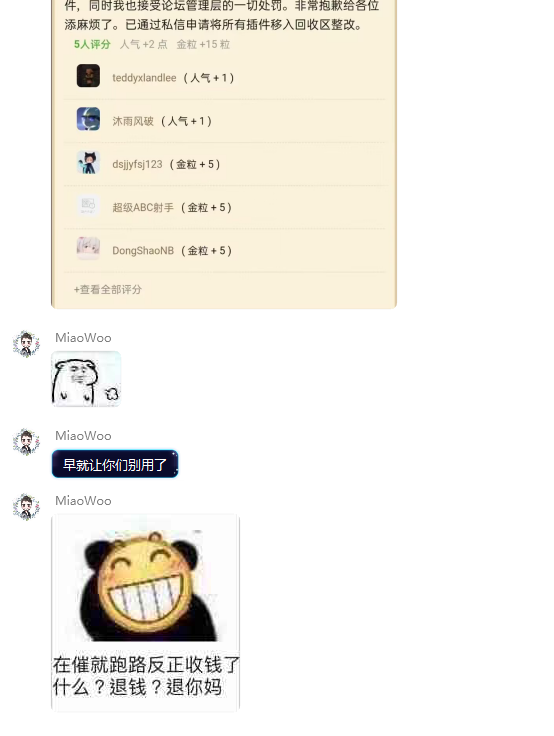 件，同时我也接受论坛管理层的一切处罚。非常抱歉给各位
添麻烦了。已通过私信申请将所有插件移入回收区整改。
5人评分 人气 +2 点 金粒 +15 粒
teddyxlandlee （ 人气 + 1 ）
沐雨风破 （ 人气 + 1 ）
dsjjyfsj123 （ 金粒 + 5 ）
超级ABC射手 （ 金粒 + 5 ）
DongShaoNB （ 金粒 + 5 ）
+查看全部评分
MiaoWoo
MiaoWoo
早就让你们别用了
MiaoWoo
在催就跑路反正收钱了
什么？退钱？退你妈